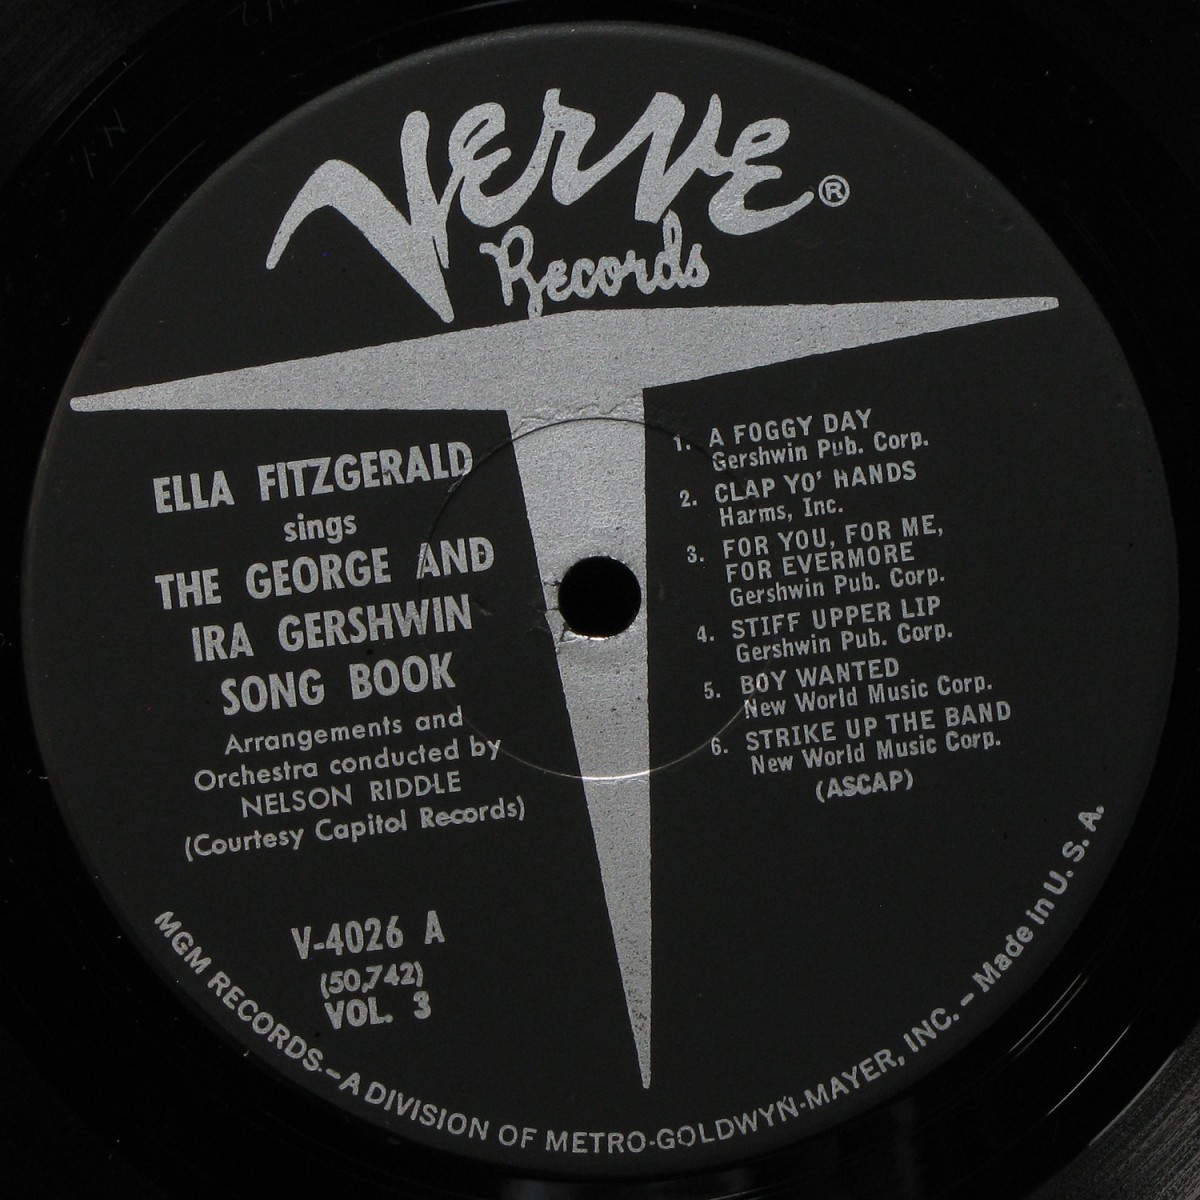 Verve®
Records
ELLA FITZGERALD
sings
THE GEORGE AND
IRA GERSHWIN
SONG BOOK
Arrangements and
Orchestra conducted by
NELSON RIDDLE
(Courtesy Capitol Records)
V-4026 A
(50,742)
VOL. 3
1. A FOGGY DAY
Gershwin Pub. Corp.
2. CLAP YO' HANDS
Harms, Inc.
3. FOR YOU, FOR ME,
FOR EVERMORE
Gershwin Pub. Corp.
4. STIFF UPPER LIP
Gershwin Pub. Corp.
5. BOY WANTED
New World Music Corp.
6. STRIKE UP THE BAND
New World Music Corp.
(ASCAP)
MGM RECORDS.–A DIVISION OF METRO-GOLDWYN-MAYER, INC. – Made in U. S. A.